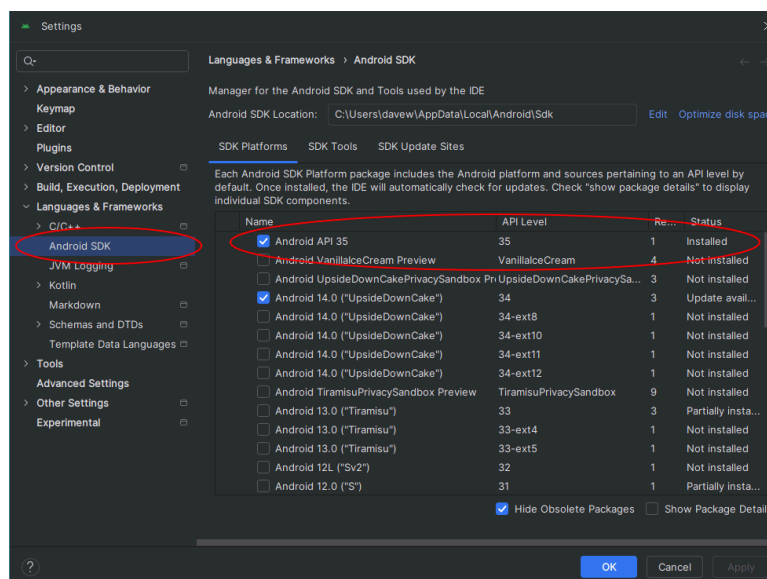 Settings
Languages & Frameworks › Android SDK
Appearance & Behavior
Keymap
Editor
Plugins
Version Control
Build, Execution, Deployment
Languages & Frameworks
C/C++
Android SDK
JVM Logging
Kotlin
Markdown
Schemas and DTDs
Template Data Languages
Tools
Advanced Settings
Other Settings
Experimental
Manager for the Android SDK and Tools used by the IDE
Android SDK Location: C:\Users\davew\AppData\Local\Android\Sdk Edit Optimize disk spa
SDK Platforms SDK Tools SDK Update Sites
Each Android SDK Platform package includes the Android platform and sources pertaining to an API level by
default. Once installed, the IDE will automatically check for updates. Check "show package details" to display
individual SDK components.
Name API Level Re... Status
Android API 35 35 1 Installed
Android VanillaIceCream Preview VanillaIceCream 4 Not installed
Android UpsideDownCakePrivacySandbox Pr UpsideDownCakePrivacySa... 3 Not installed
Android 14.0 ("UpsideDownCake") 34 3 Update avail...
Android 14.0 ("UpsideDownCake") 34-ext8 1 Not installed
Android 14.0 ("UpsideDownCake") 34-ext10 1 Not installed
Android 14.0 ("UpsideDownCake") 34-ext11 1 Not installed
Android 14.0 ("UpsideDownCake") 34-ext12 1 Not installed
Android TiramisuPrivacySandbox Preview TiramisuPrivacySandbox 9 Not installed
Android 13.0 ("Tiramisu") 33 3 Partially insta...
Android 13.0 ("Tiramisu") 33-ext4 1 Not installed
Android 13.0 ("Tiramisu") 33-ext5 1 Not installed
Android 12L ("Sv2") 32 1 Not installed
Android 12.0 ("S") 31 1 Partially insta...
Hide Obsolete Packages Show Package Detail
? OK Cancel Apply